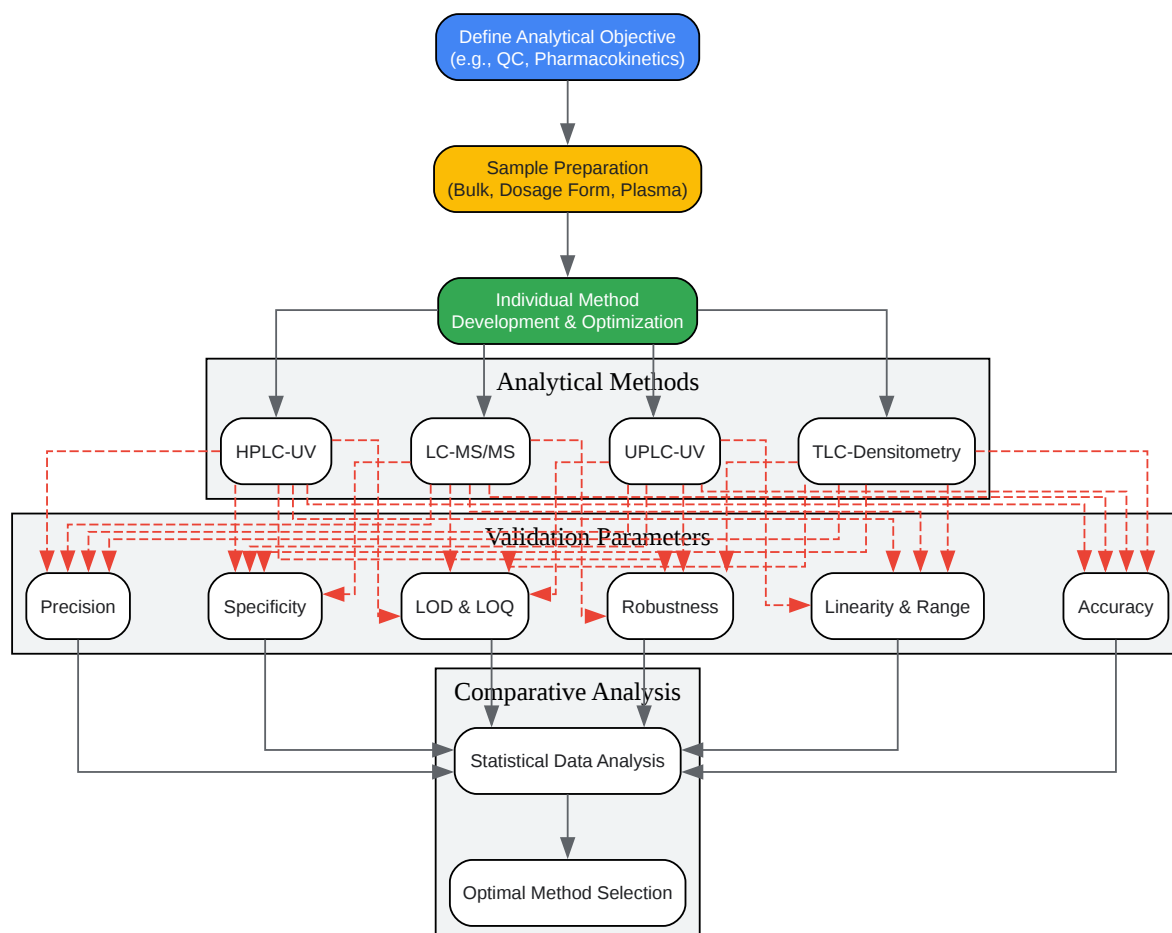 Define Analytical Objective
(e.g., QC, Pharmacokinetics)
Sample Preparation
(Bulk, Dosage Form, Plasma)
Individual Method
Development & Optimization
Analytical Methods
HPLC-UV
LC-MS/MS
UPLC-UV
TLC-Densitometry
Validation Parameters
Precision
Specificity
LOD & LOQ
Robustness
Linearity & Range
Accuracy
Comparative Analysis
Statistical Data Analysis
Optimal Method Selection